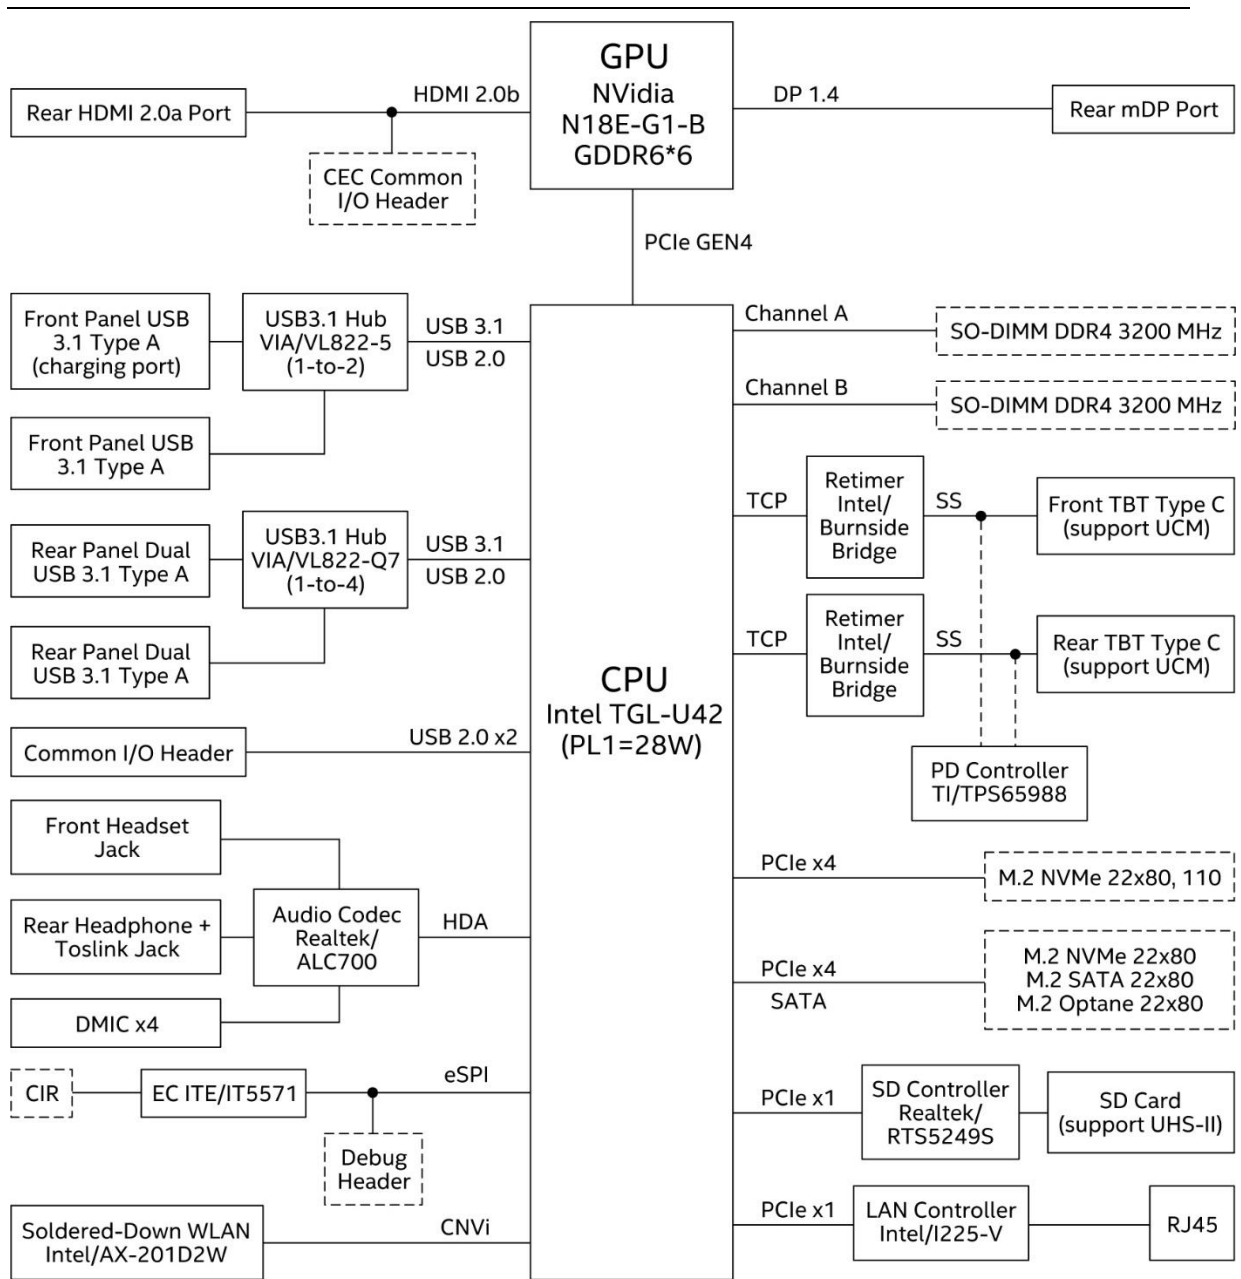 GPU
NVidia
N18E-G1-B
GDDR6*6
HDMI 2.0b
DP 1.4
Rear HDMI 2.0a Port
Rear mDP Port
CEC Common
I/O Header
PCIe GEN4
Front Panel USB
3.1 Type A
(charging port)
USB3.1 Hub
VIA/VL822-5
(1-to-2)
USB 3.1
USB 2.0
Channel A
SO-DIMM DDR4 3200 MHz
Channel B
SO-DIMM DDR4 3200 MHz
Front Panel USB
3.1 Type A
TCP
Retimer
Intel/
Burnside
Bridge
SS
Front TBT Type C
(support UCM)
Rear Panel Dual
USB 3.1 Type A
USB3.1 Hub
VIA/VL822-Q7
(1-to-4)
USB 3.1
USB 2.0
TCP
Retimer
Intel/
Burnside
Bridge
SS
Rear TBT Type C
(support UCM)
Rear Panel Dual
USB 3.1 Type A
CPU
Intel TGL-U42
(PL1=28W)
Common I/O Header
USB 2.0 x2
PD Controller
TI/TPS65988
Front Headset
Jack
PCIe x4
M.2 NVMe 22x80, 110
Rear Headphone +
Toslink Jack
Audio Codec
Realtek/
ALC700
HDA
PCIe x4
SATA
M.2 NVMe 22x80
M.2 SATA 22x80
M.2 Optane 22x80
DMIC x4
CIR
EC ITE/IT5571
eSPI
PCIe x1
SD Controller
Realtek/
RTS5249S
SD Card
(support UHS-II)
Debug
Header
Soldered-Down WLAN
Intel/AX-201D2W
CNVi
PCIe x1
LAN Controller
Intel/I225-V
RJ45